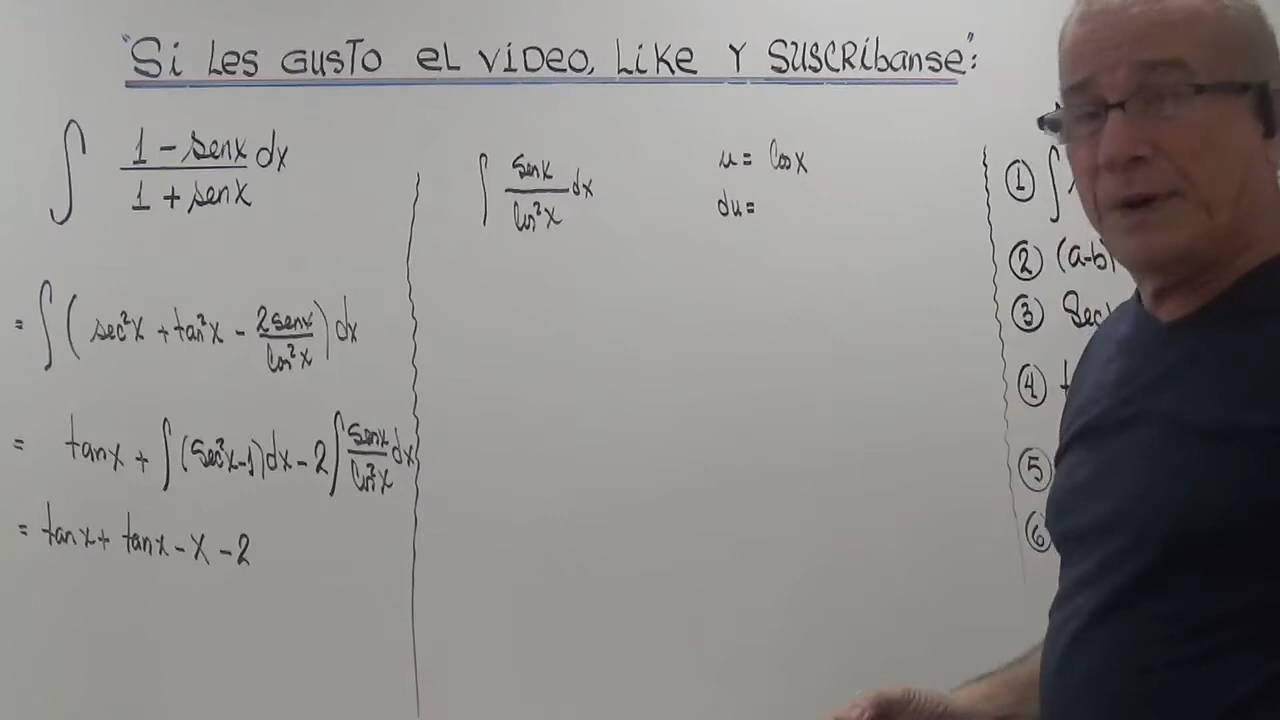 "Si Les GUSTO eL ViDeO, LiKe Y SUSCRibanse":
∫ (1 - senx)/(1 + senx) dx
= ∫ (sec²x + tan²x - 2senx/cos²x) dx
= tanx + ∫(sec²x-1)dx - 2∫ senx/cos²x dx
= tanx + tanx - x - 2
∫ senx/cos²x dx
u = cosx
du =
① ∫
② (a-b)
③ Sec
④
⑤
⑥